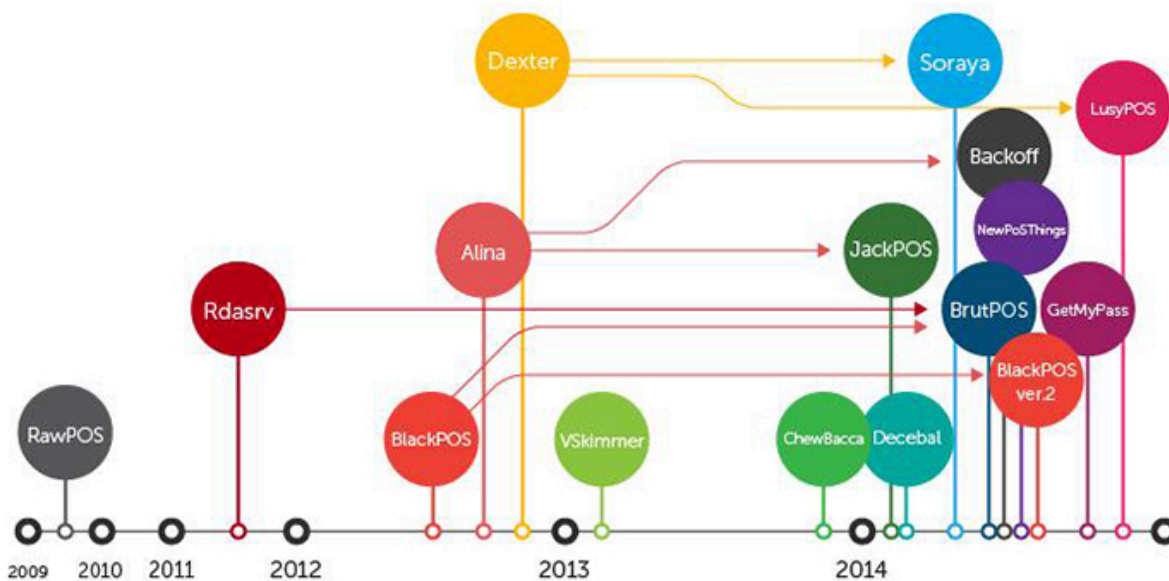 Dexter
Soraya
LusyPOS
Backoff
NewPoSThings
Alina
JackPOS
Rdasrv
BrutPOS
GetMyPass
BlackPOS
ver.2
RawPOS
BlackPOS
VSkimmer
ChewBacca
Decebal
2009
2010
2011
2012
2013
2014